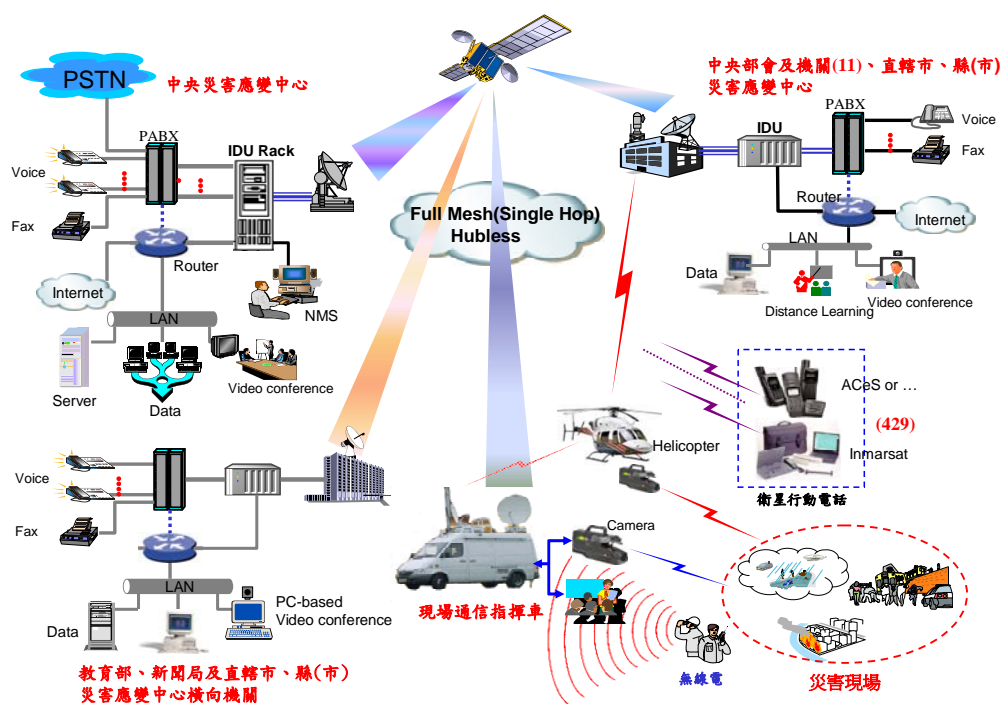 PSTN
中央災害應變中心
PABX
IDU Rack
Voice
Fax
Router
Internet
NMS
LAN
Server
Data
Video conference
Full Mesh(Single Hop)
Hubless
中央部會及機關(11)、直轄市、縣(市)
災害應變中心
PABX
IDU
Voice
Fax
Router
Internet
LAN
Data
Distance Learning
Video conference
ACeS or …
(429)
Inmarsat
衛星行動電話
Helicopter
Camera
現場通信指揮車
無線電
災害現場
Voice
Fax
LAN
Data
PC-based
Video conference
教育部、新聞局及直轄市、縣(市)
災害應變中心橫向機關